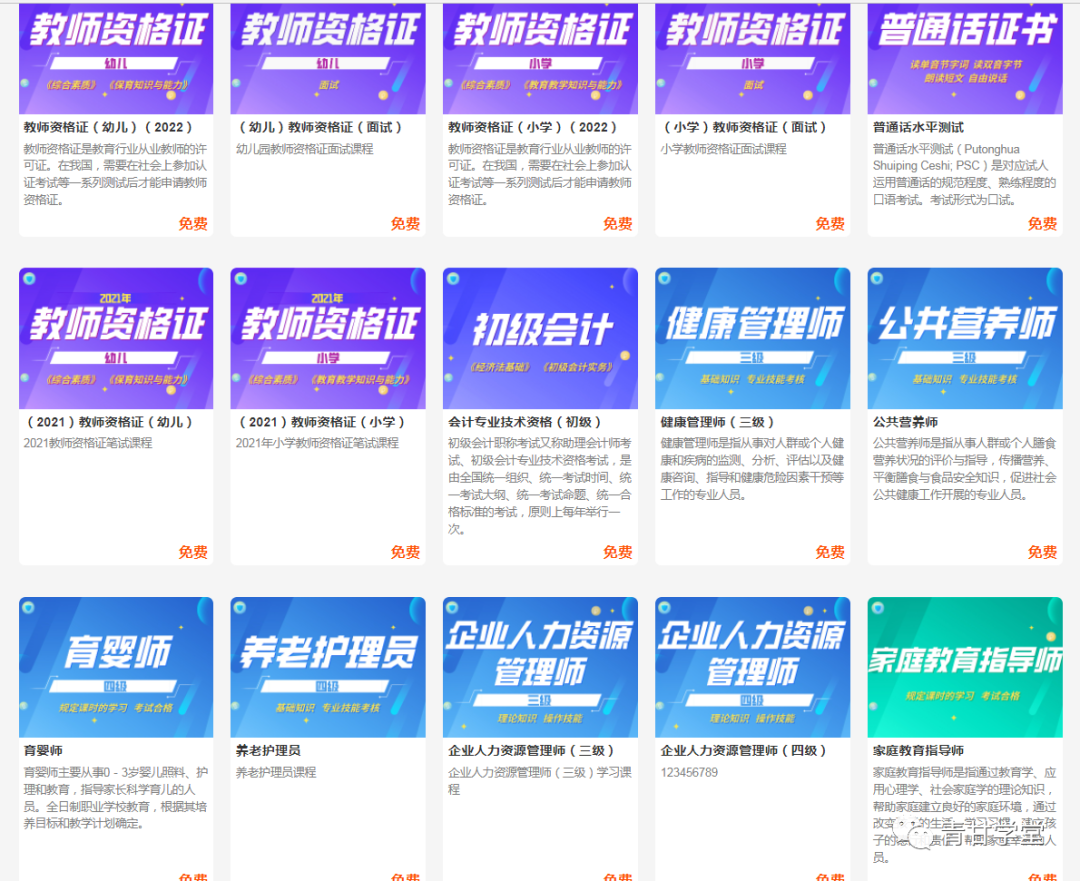 教师资格证
幼儿
《综合素质》《保育知识与能力》
教师资格证（幼儿）（2022）
教师资格证是教育行业从业教师的许
可证。在我国，需要在社会上参加认
证考试等一系列测试后才能申请教师
资格证。
免费
教师资格证
幼儿
面试
（幼儿）教师资格证（面试）
幼儿园教师资格证面试课程
免费
教师资格证
小学
《综合素质》《教育教学知识与能力》
教师资格证（小学）（2022）
教师资格证是教育行业从业教师的许
可证。在我国，需要在社会上参加认
证考试等一系列测试后才能申请教师
资格证。
免费
教师资格证
小学
面试
（小学）教师资格证（面试）
小学教师资格证面试课程
免费
普通话证书
读单音节字词 读双音节字
朗读短文 自由说话
普通话水平测试
普通话水平测试（Putonghua
Shuiping Ceshi; PSC）是对应试人
运用普通话的规范程度、熟练程度的
口语考试。考试形式为口试。
免费
2021年
教师资格证
幼儿
《综合素质》《保育知识与能力》
（2021）教师资格证（幼儿）
2021教师资格证笔试课程
免费
2021年
教师资格证
小学
《综合素质》《教育教学知识与能力》
（2021）教师资格证（小学）
2021年小学教师资格证笔试课程
免费
初级会计
《经济法基础》《初级会计实务》
会计专业技术资格（初级）
初级会计职称考试又称助理会计师考
试、初级会计专业技术资格考试，是
由全国统一组织、统一考试时间、统
一考试大纲、统一考试命题、统一合
格标准的考试，原则上每年举行一
次。
免费
健康管理师
三级
基础知识 专业技能考核
健康管理师（三级）
健康管理师是指从事对人群或个人健
康和疾病的监测、分析、评估以及健
康咨询、指导和健康危险因素干预等
工作的专业人员。
免费
公共营养师
三级
基础知识 专业技能考核
公共营养师
公共营养师是指从事人群或个人膳食
营养状况的评价与指导，传播营养、
平衡膳食与食品安全知识，促进社会
公共健康工作开展的专业人员。
免费
育婴师
四级
规定课时的学习 考试合格
育婴师
育婴师主要从事0 - 3岁婴儿照料、护
理和教育，指导家长科学育儿的人
员。全日制职业学校教育，根据其培
养目标和教学计划确定。
免费
养老护理员
四级
基础知识 专业技能考核
养老护理员
养老护理员课程
免费
企业人力资源
管理师
三级
理论知识 操作技能
企业人力资源管理师（三级）
企业人力资源管理师（三级）学习课
程
免费
企业人力资源
管理师
四级
理论知识 操作技能
企业人力资源管理师（四级）
123456789
免费
家庭教育指导师
规定课时的学习 考试合格
家庭教育指导师
家庭教育指导师是指通过教育学、应
用心理学、社会家庭学的理论知识，
帮助家庭建立良好的家庭环境，通过
改变
的生活
子的
责任
人
员。
青甘学堂
免费